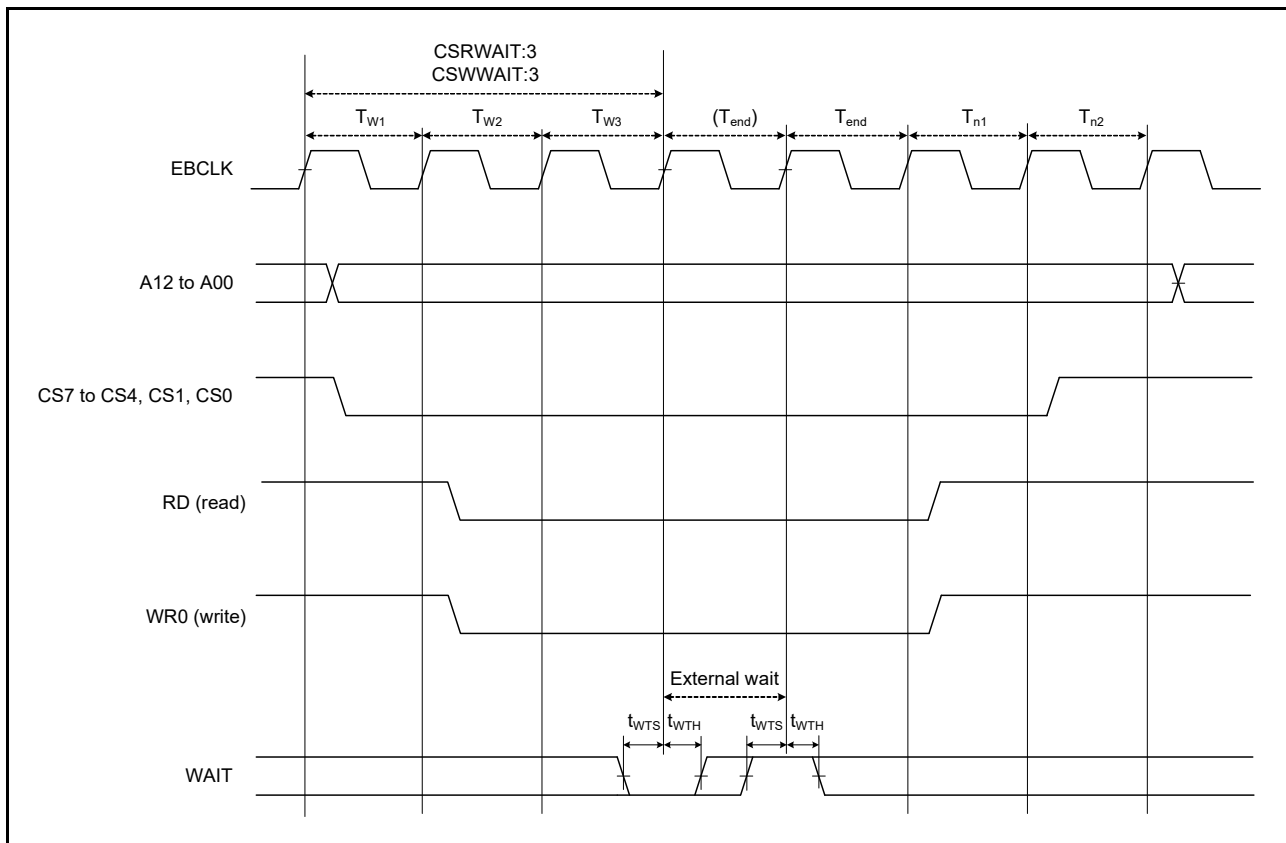 CSRWAIT:3
CSWWAIT:3
TW1 TW2 TW3 (Tend) Tend Tn1 Tn2
EBCLK
A12 to A00
CS7 to CS4, CS1, CS0
RD (read)
WR0 (write)
External wait
tWTS tWTH tWTS tWTH
WAIT